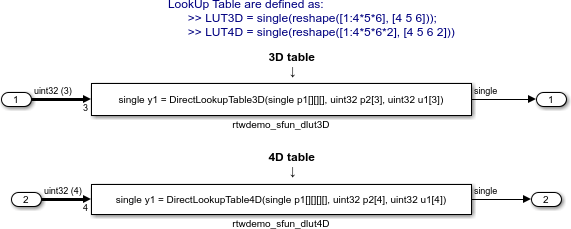 LookUp Table are defined as:
>> LUT3D = single(reshape([1:4*5*6], [4 5 6]));
>> LUT4D = single(reshape([1:4*5*6*2], [4 5 6 2]))
3D table
↓
1 uint32 (3) 3 single y1 = DirectLookupTable3D(single p1[][][], uint32 p2[3], uint32 u1[3]) single 1
rtwdemo_sfun_dlut3D
4D table
↓
2 uint32 (4) 4 single y1 = DirectLookupTable4D(single p1[][][][], uint32 p2[4], uint32 u1[4]) single 2
rtwdemo_sfun_dlut4D